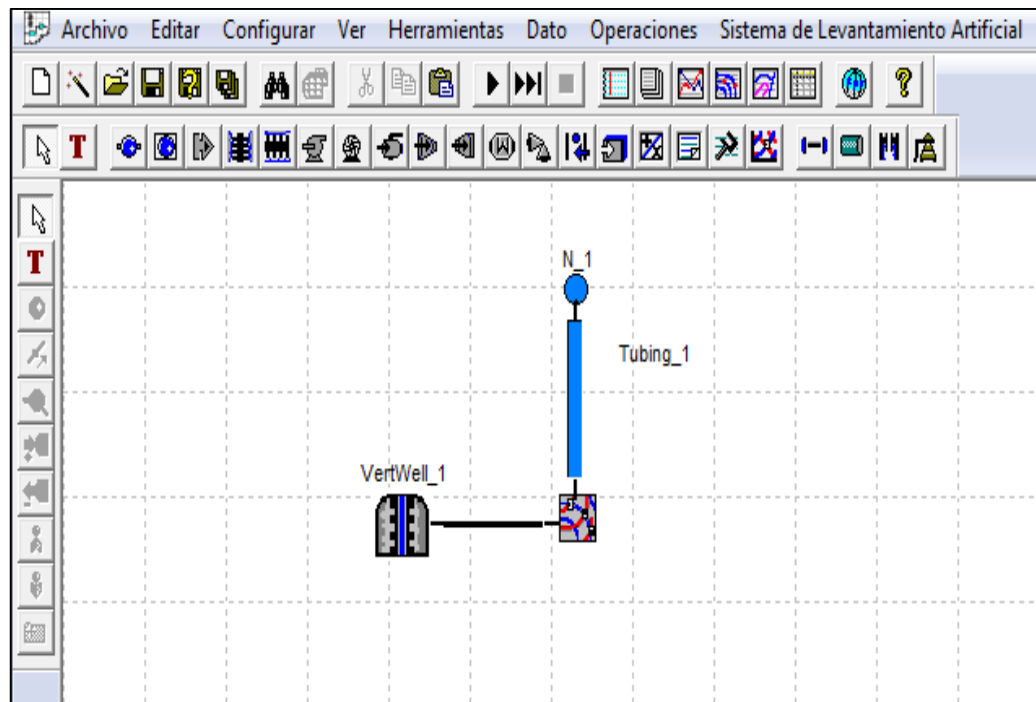 Archivo Editar Configurar Ver Herramientas Dato Operaciones Sistema de Levantamiento Artificial
T
T
N_1
Tubing_1
VertWell_1